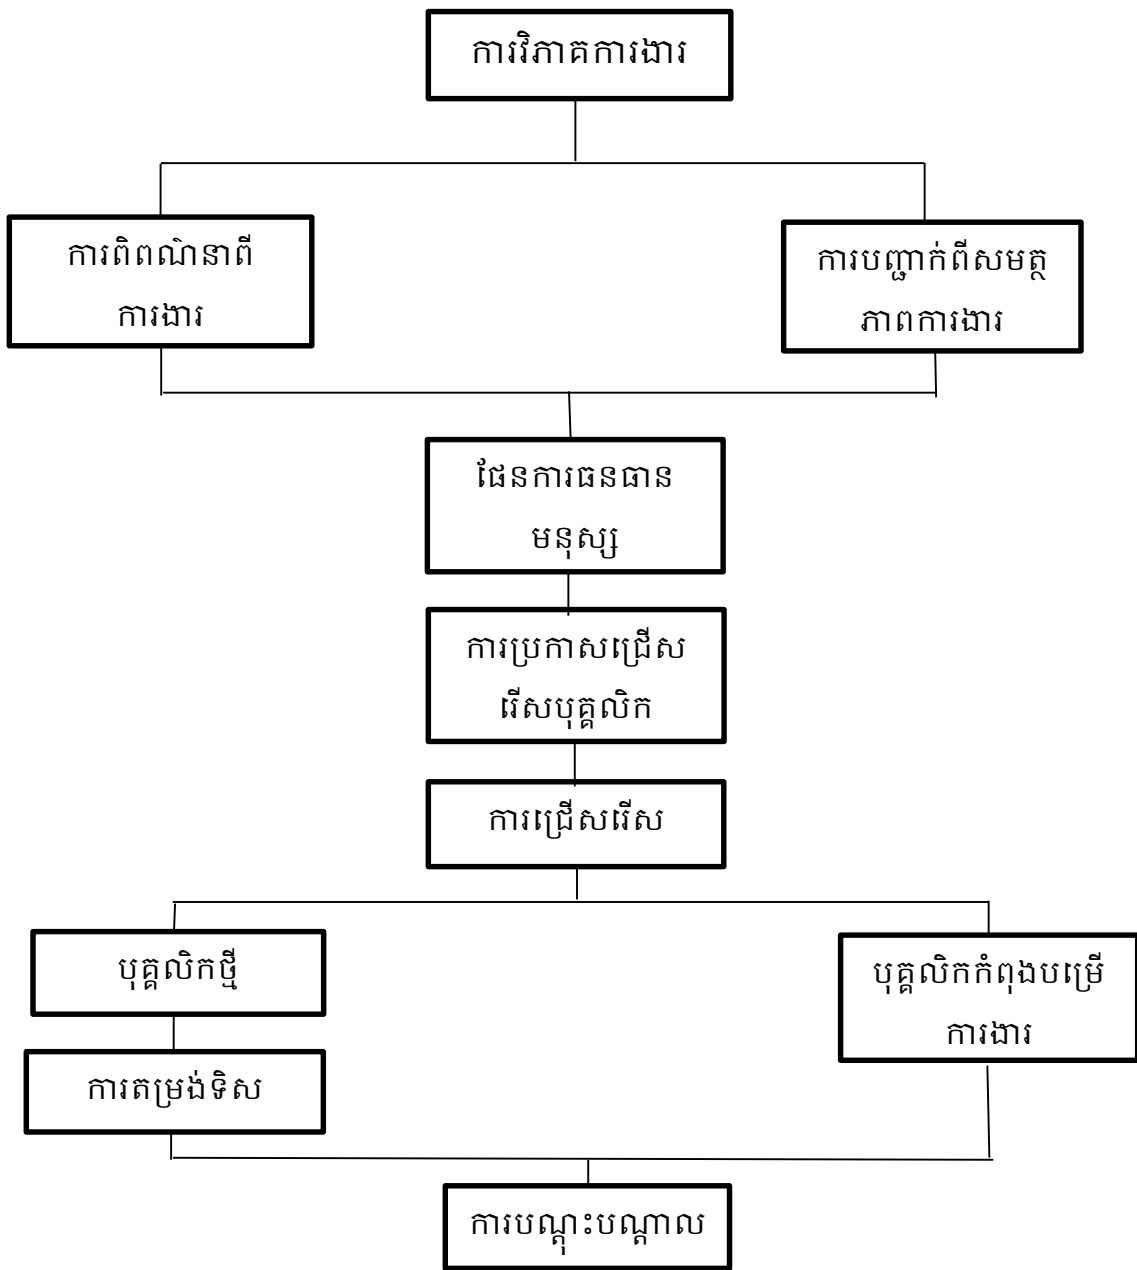 ការវិភាគការងារ
ការពិពណ៌នាពី
ការងារ
ការបញ្ជាក់ពីសមត្ថ
ភាពការងារ
ផែនការធនធាន
មនុស្ស
ការប្រកាសជ្រើស
រើសបុគ្គលិក
ការជ្រើសរើស
បុគ្គលិកថ្មី
បុគ្គលិកកំពុងបម្រើ
ការងារ
ការតម្រង់ទិស
ការបណ្តុះបណ្តាល